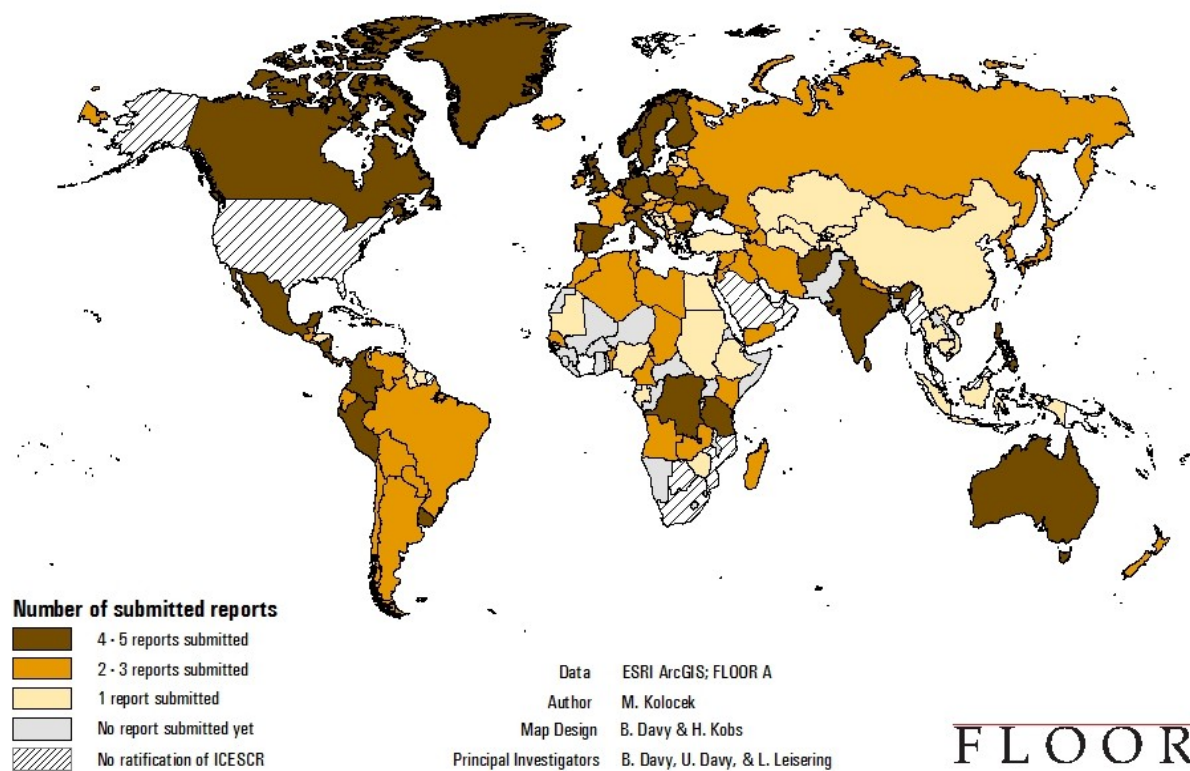 Number of submitted reports
4 - 5 reports submitted
2 - 3 reports submitted
1 report submitted
No report submitted yet
No ratification of ICESCR
Data ESRI ArcGIS; FLOOR A
Author M. Kolocek
Map Design B. Davy & H. Kobs
Principal Investigators B. Davy, U. Davy, & L. Leisering
FLOOR